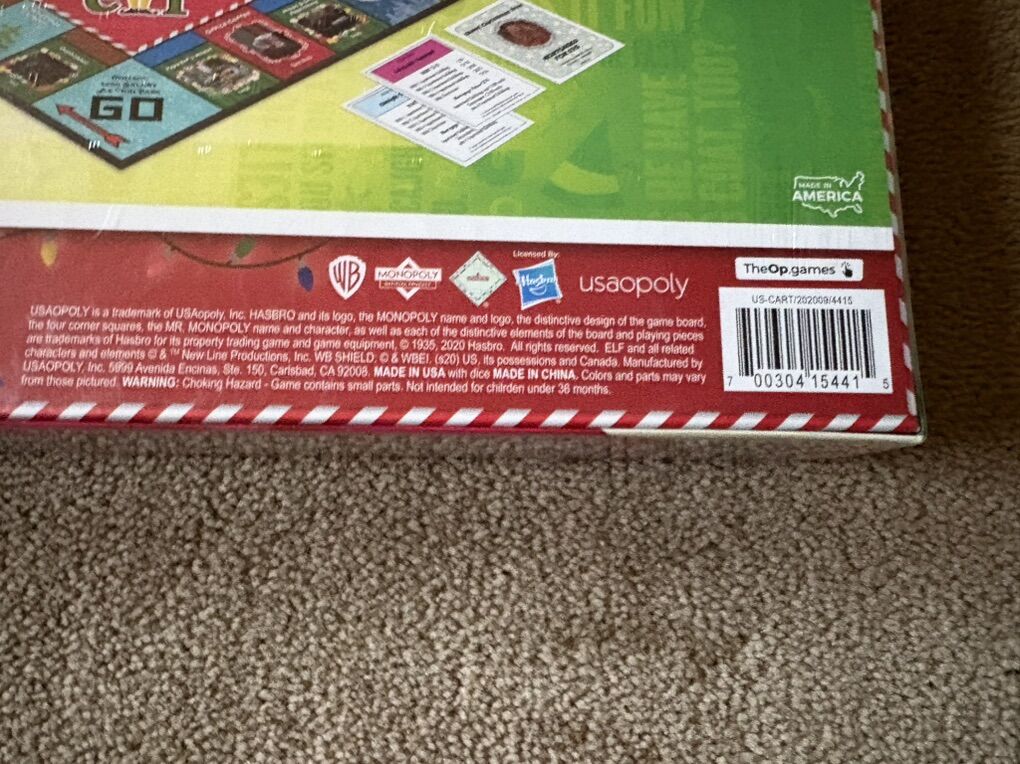 elf
GO
IT FUN?
MADE IN
AMERICA
Licensed By:
WB
MONOPOLY
Hasbro
usaopoly
TheOp.games
US-CART/202009/4415
7 00304 15441 5
USAOPOLY is a trademark of USAopoly, Inc. HASBRO and its logo, the MONOPOLY name and logo, the distinctive design of the game board,
the four corner squares, the MR. MONOPOLY name and character, as well as each of the distinctive elements of the board and playing pieces
are trademarks of Hasbro for its property trading game and game equipment. © 1935, 2020 Hasbro. All rights reserved. ELF and all related
characters and elements © & ™ New Line Productions, Inc. WB SHIELD: © & WBEI. (s20) US, its possessions and Canada. Manufactured by
USAOPOLY, Inc. 5999 Avenida Encinas, Ste. 150, Carlsbad, CA 92008. MADE IN USA with dice MADE IN CHINA. Colors and parts may vary
from those pictured. WARNING: Choking Hazard - Game contains small parts. Not intended for chilrden under 36 months.